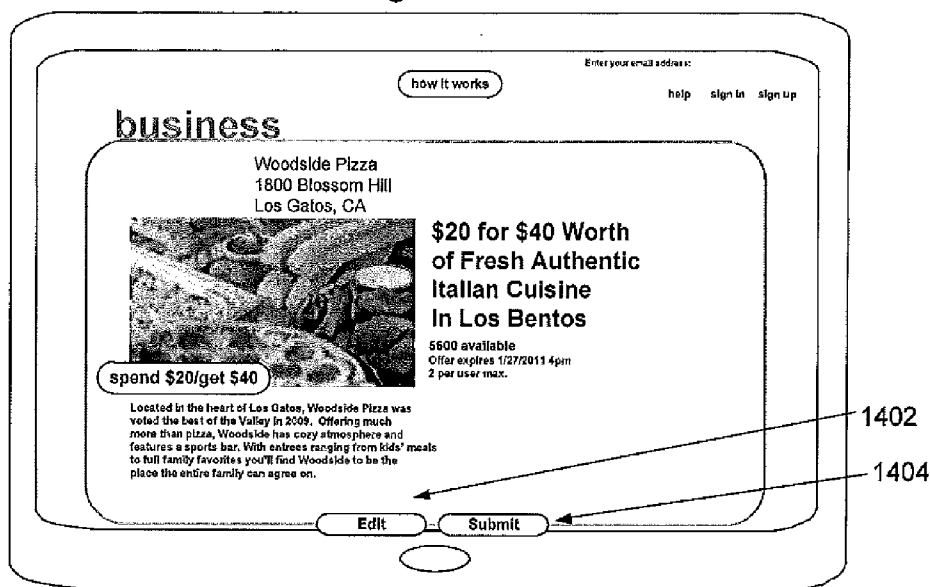 Enter your email address:
how it works
help sign in sign up
business
Woodside Pizza
1800 Blossom Hill
Los Gatos, CA
$20 for $40 Worth
of Fresh Authentic
Italian Cuisine
In Los Bentos
5600 available
Offer expires 1/27/2011 4pm
2 per user max.
spend $20/get $40
Located in the heart of Los Gatos, Woodside Pizza was
voted the best of the Valley in 2009. Offering much
more than pizza, Woodside has cozy atmosphere and
features a sports bar. With entrees ranging from kids' meals
to full family favorites you'll find Woodside to be the
place the entire family can agree on.
1402
1404
Edit Submit